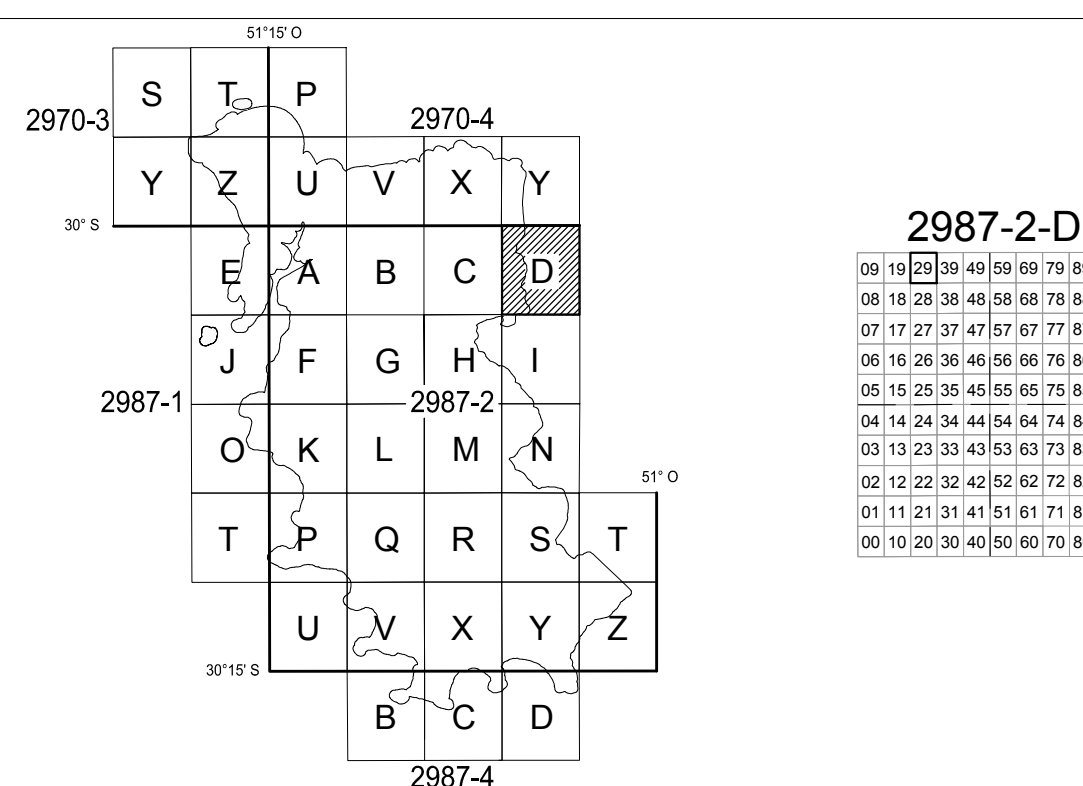 51°15' O
S T P
2970-3 2970-4
Y Z U V X Y
30° S
E A B C D
J F G H I
2987-1 2987-2
O K L M N
51° O
T P Q R S T
U V X Y Z
30°15' S
B C D
2987-4
2987-2-D
09 19 29 39 49 59 69 79
08 18 28 38 48 58 68 78
07 17 27 37 47 57 67 77
06 16 26 36 46 56 66 76
05 15 25 35 45 55 65 75
04 14 24 34 44 54 64 74
03 13 23 33 43 53 63 73
02 12 22 32 42 52 62 72
01 11 21 31 41 51 61 71
00 10 20 30 40 50 60 70